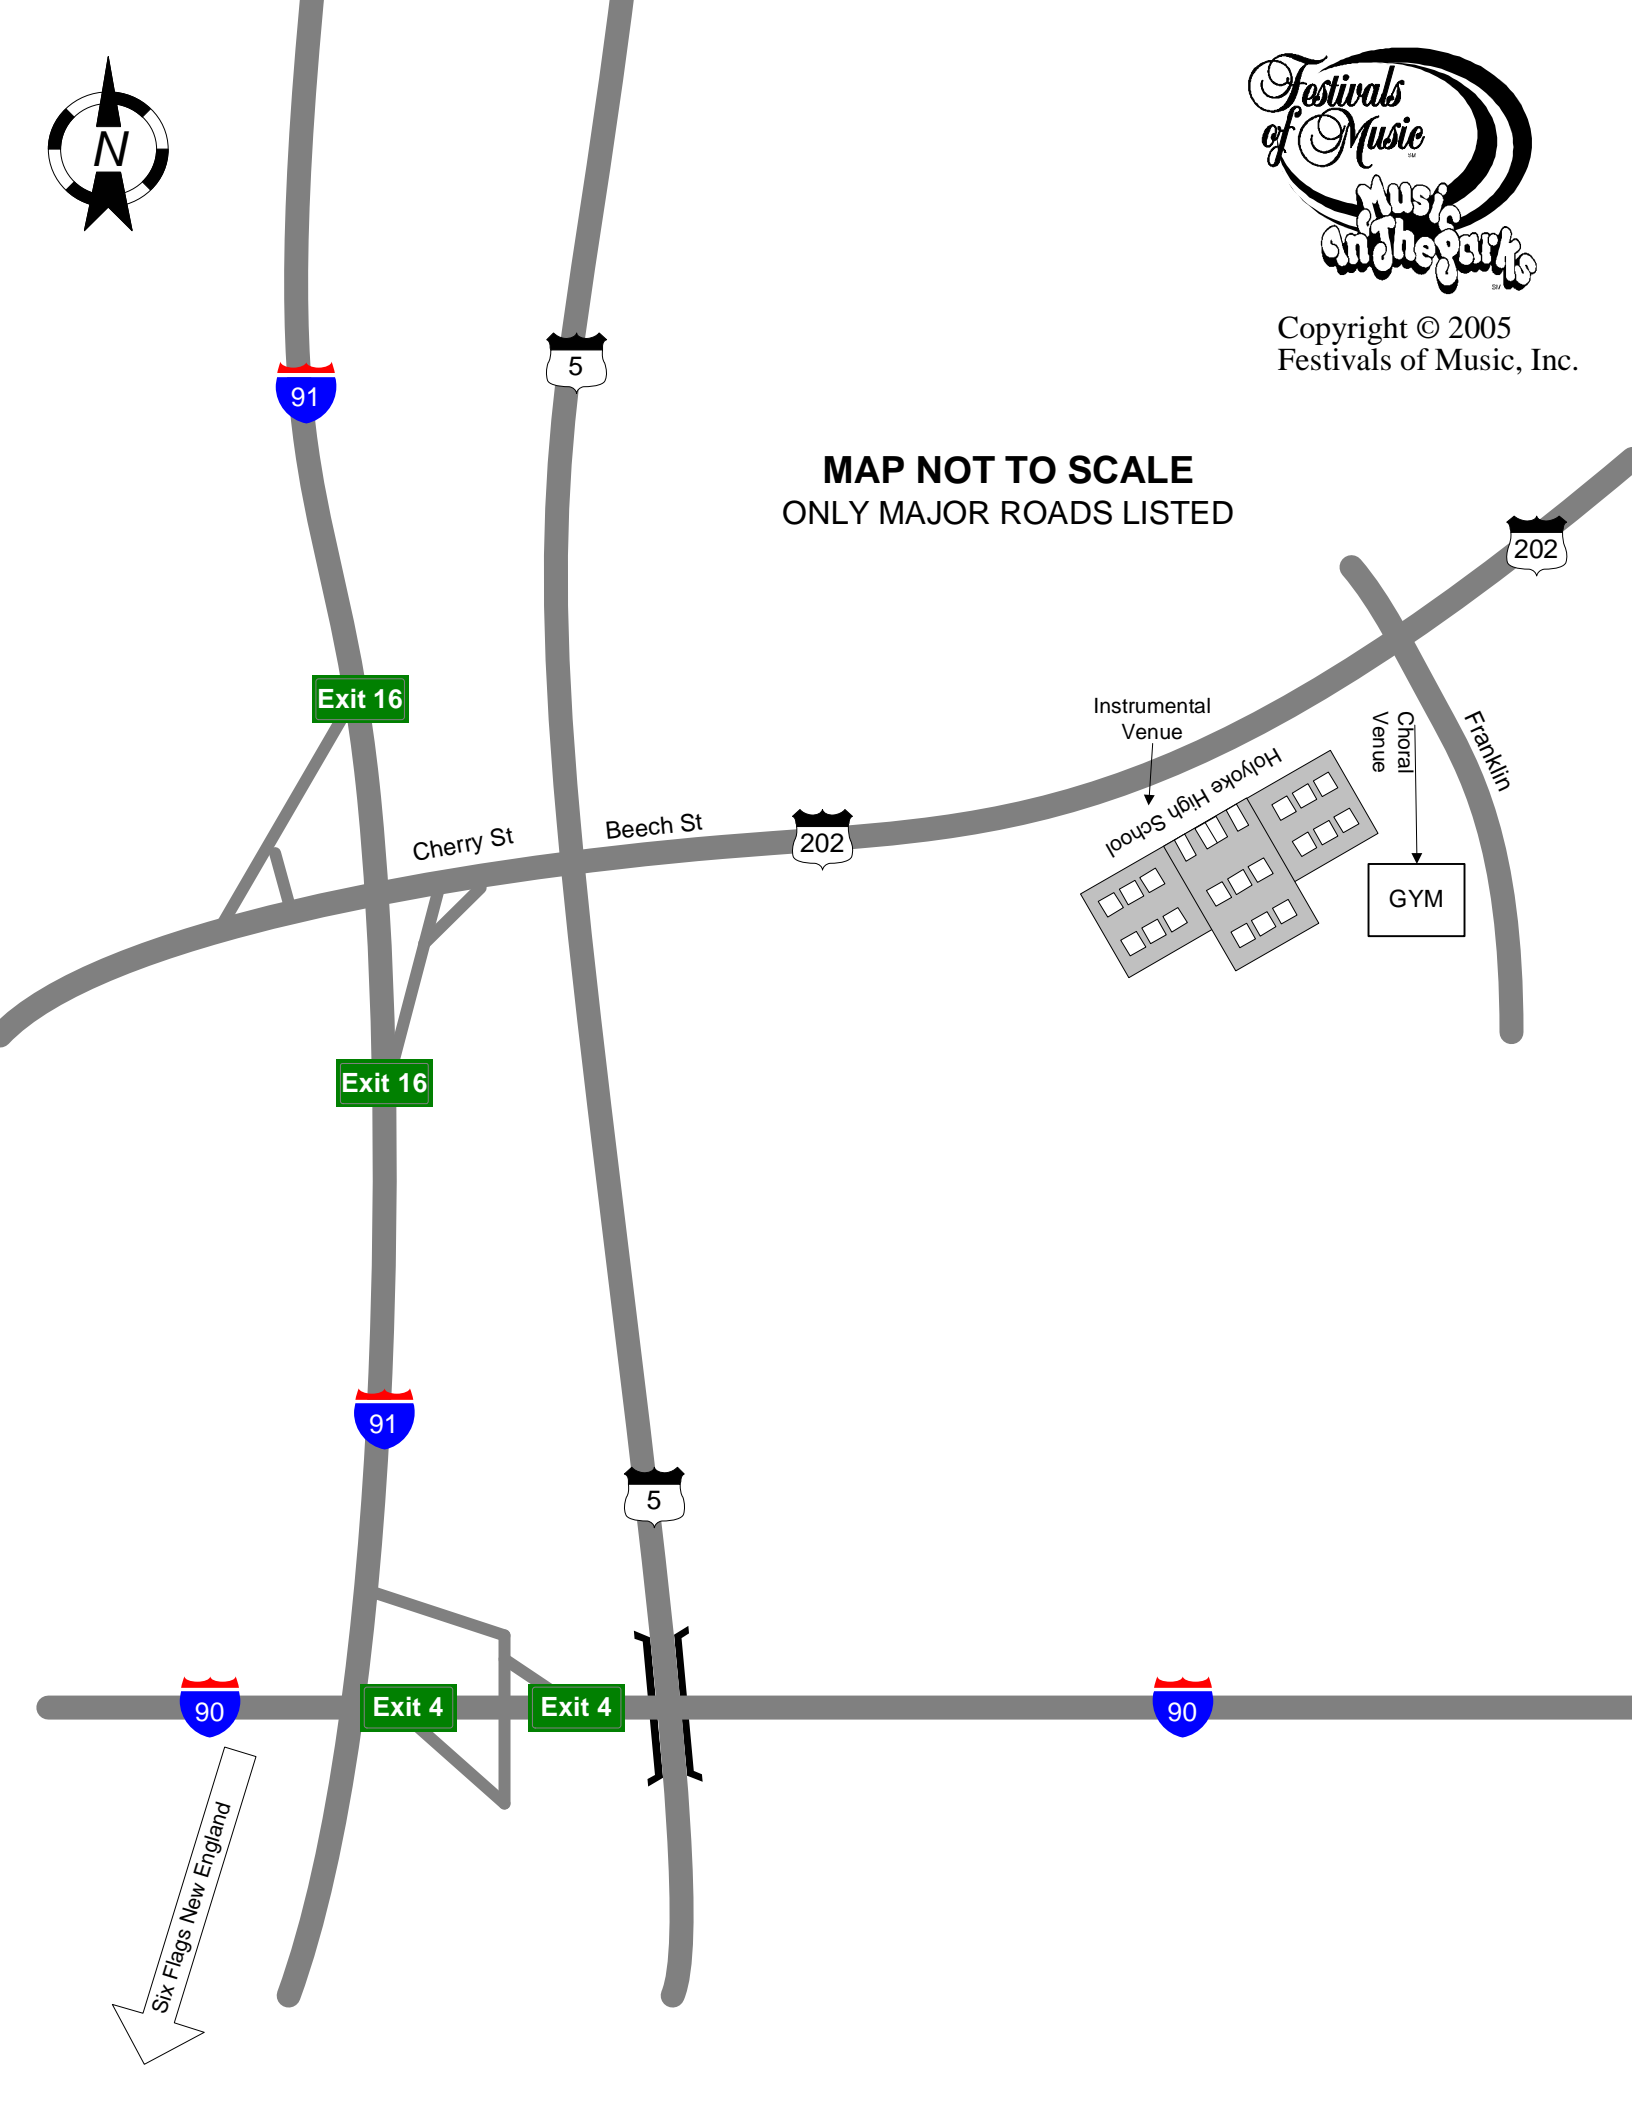 N
Festivals
of Music
SM
Music
In The Parks
SM
Copyright © 2005
Festivals of Music, Inc.
5
91
MAP NOT TO SCALE
ONLY MAJOR ROADS LISTED
202
Exit 16
Instrumental
Venue
Choral
Venue
Franklin
Holyoke High School
Cherry St
Beech St
202
GYM
Exit 16
91
5
90
Exit 4
Exit 4
90
Six Flags New England